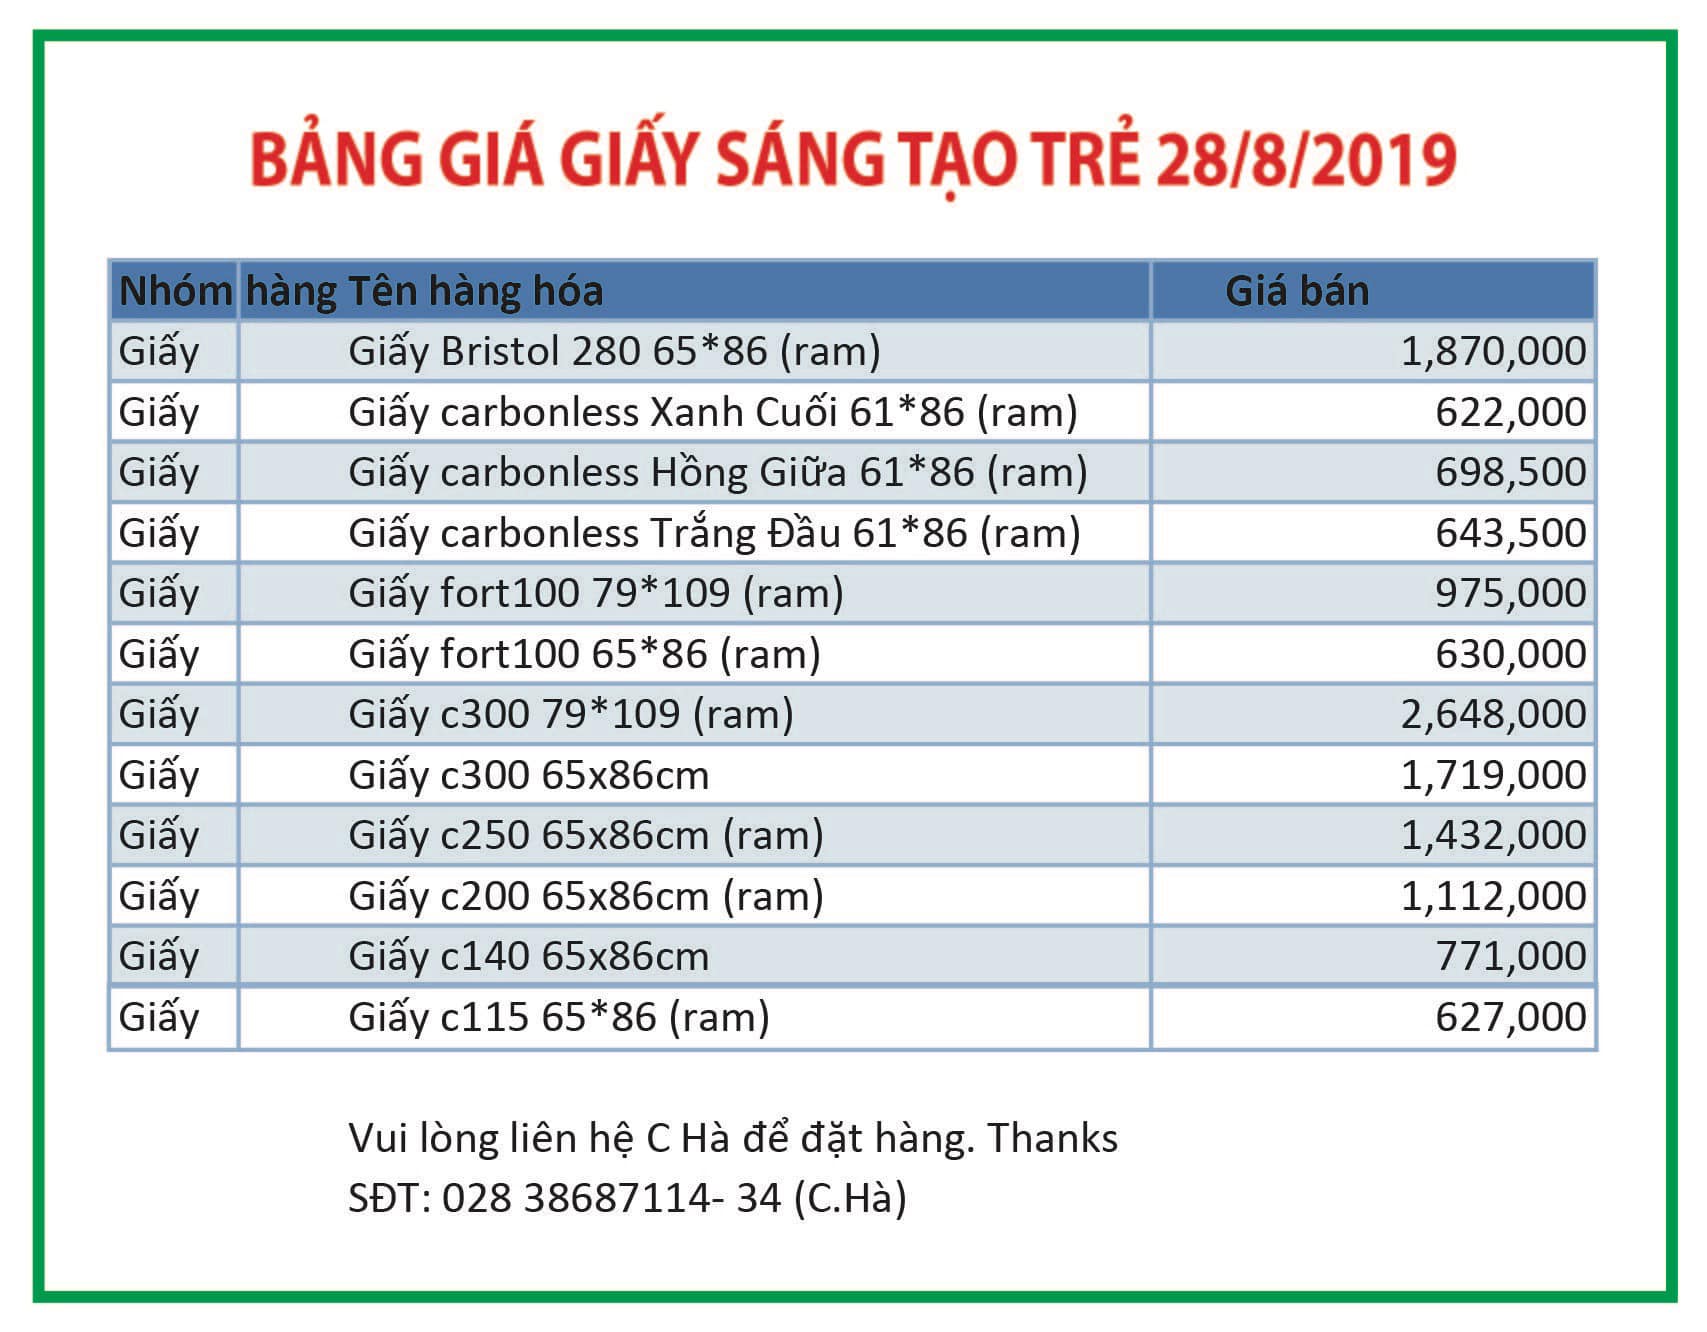 BẢNG GIÁ GIẤY SÁNG TẠO TRẺ 28/8/2019
Nhóm hàng Tên hàng hóa Giá bán
Giấy Giấy Bristol 280 65*86 (ram) 1,870,000
Giấy Giấy carbonless Xanh Cuối 61*86 (ram) 622,000
Giấy Giấy carbonless Hồng Giữa 61*86 (ram) 698,500
Giấy Giấy carbonless Trắng Đầu 61*86 (ram) 643,500
Giấy Giấy fort100 79*109 (ram) 975,000
Giấy Giấy fort100 65*86 (ram) 630,000
Giấy Giấy c300 79*109 (ram) 2,648,000
Giấy Giấy c300 65x86cm 1,719,000
Giấy Giấy c250 65x86cm (ram) 1,432,000
Giấy Giấy c200 65x86cm (ram) 1,112,000
Giấy Giấy c140 65x86cm 771,000
Giấy Giấy c115 65*86 (ram) 627,000
Vui lòng liên hệ C Hà để đặt hàng. Thanks
SĐT: 028 38687114- 34 (C.Hà)